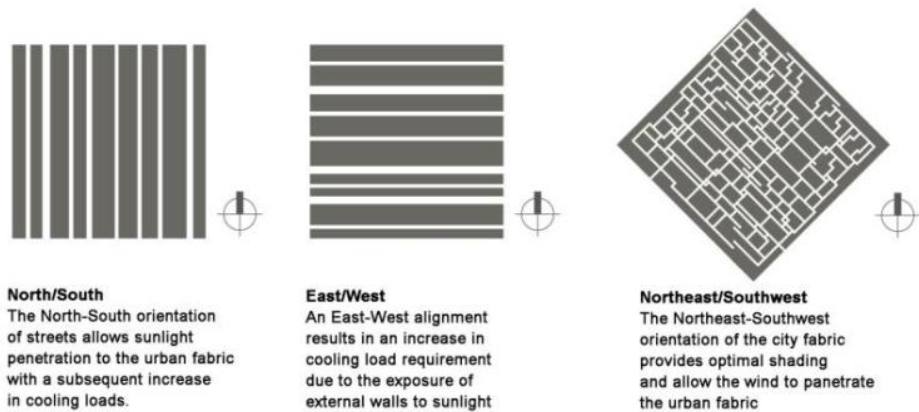 North/South
The North-South orientation
of streets allows sunlight
penetration to the urban fabric
with a subsequent increase
in cooling loads.
East/West
An East-West alignment
results in an increase in
cooling load requirement
due to the exposure of
external walls to sunlight
Northeast/Southwest
The Northeast-Southwest
orientation of the city fabric
provides optimal shading
and allow the wind to panetrate
the urban fabric